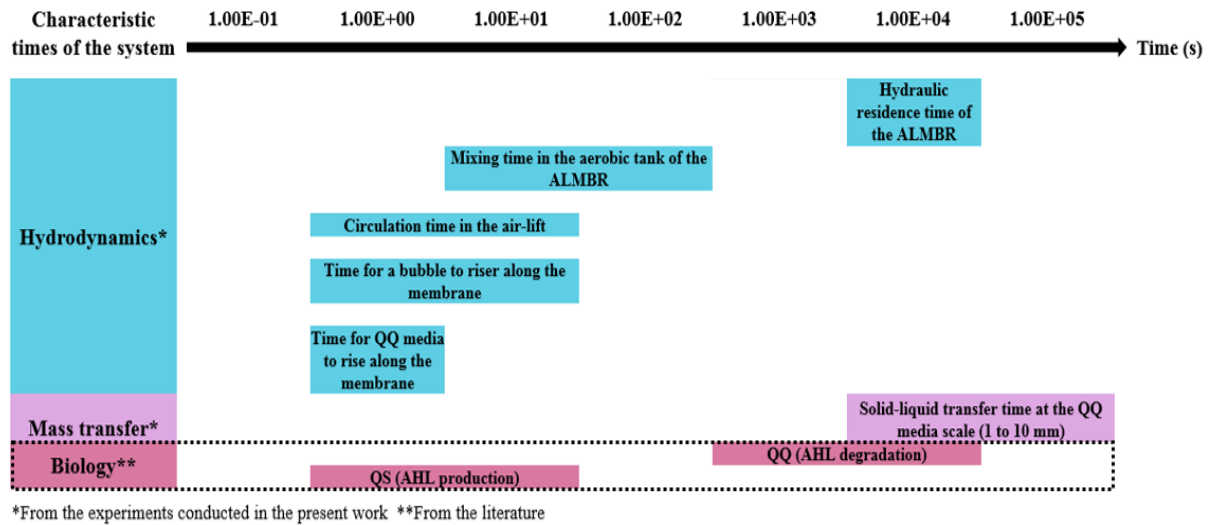 Characteristic
times of the system
1.00E-01 1.00E+00 1.00E+01 1.00E+02 1.00E+03 1.00E+04 1.00E+05
Time (s)
Hydrodynamics*
Hydraulic
residence time of
the ALMBR
Mixing time in the aerobic tank of the
ALMBR
Circulation time in the air-lift
Time for a bubble to riser along the
membrane
Time for QQ media
to rise along the
membrane
Mass transfer*
Solid-liquid transfer time at the QQ
media scale (1 to 10 mm)
Biology**
QQ (AHL degradation)
QS (AHL production)
*From the experiments conducted in the present work **From the literature